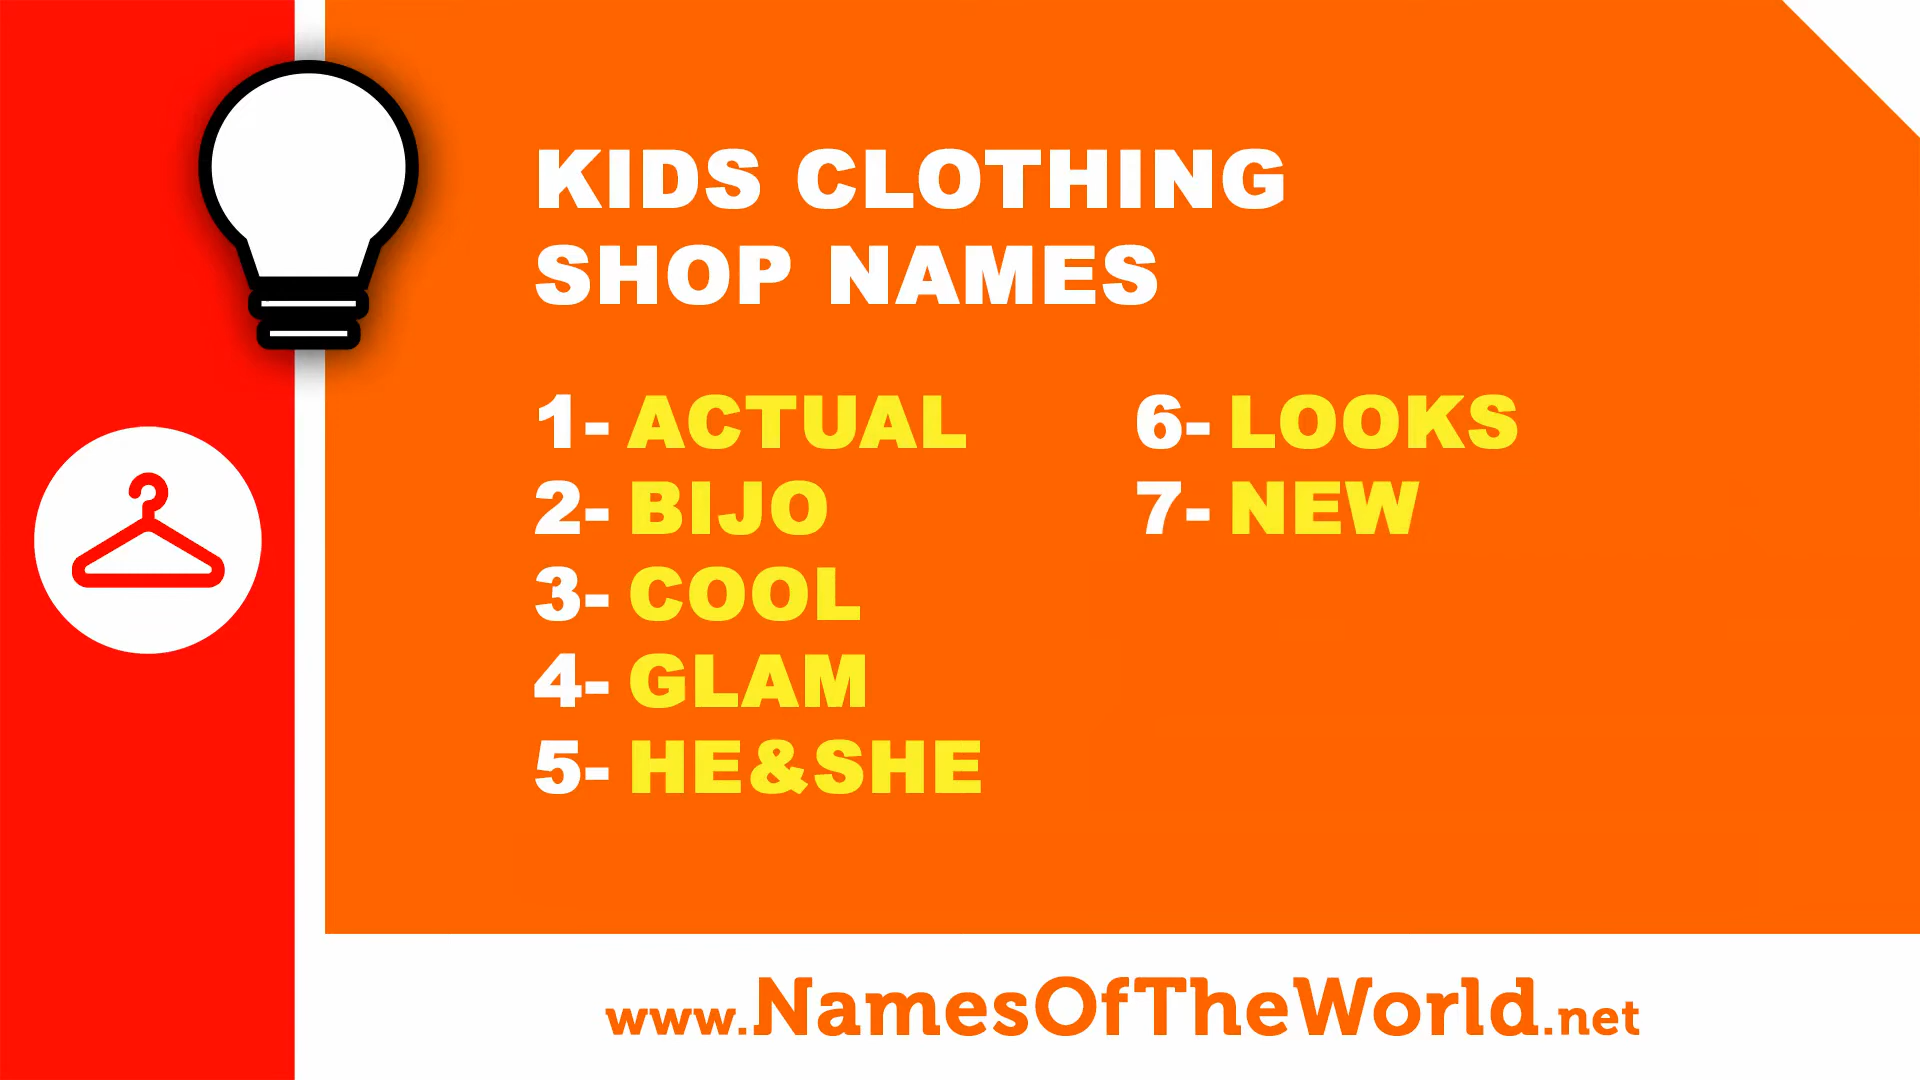 KIDS CLOTHING
SHOP NAMES
1- ACTUAL
2- BIJO
3- COOL
4- GLAM
5- HE&SHE
6- LOOKS
7- NEW
www.NamesOfTheWorld.net